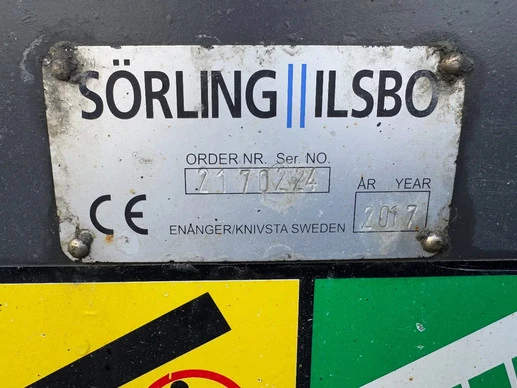 SÖRLING||ILSBO
ORDER NR. Ser. NO.
2170224
ÅR YEAR
2017
CE
ENÅNGER/KNIVSTA SWEDEN